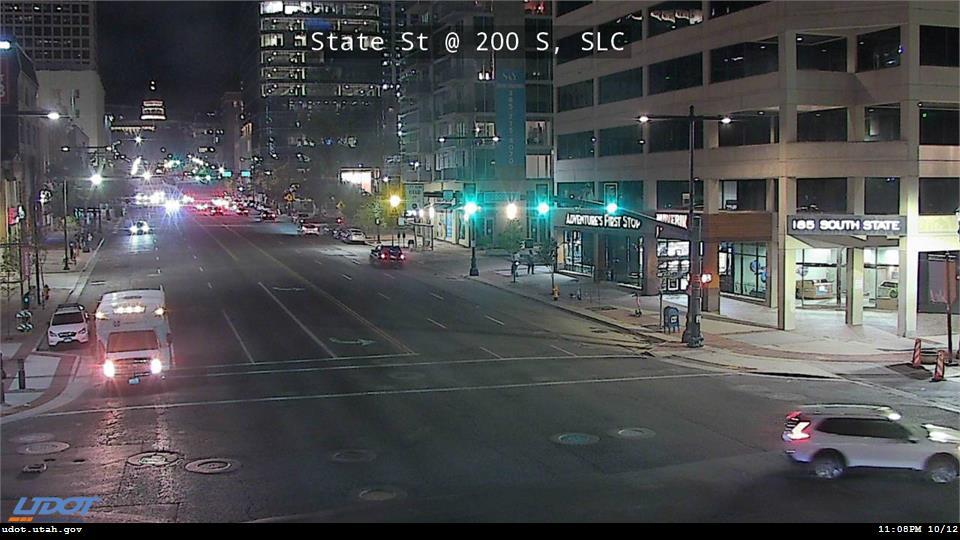 State St @ 200 S, SLC
ADVENTURE'S FIRST STOP
185 SOUTH STATE
UDOT
udot.utah.gov
11:08PM 10/12